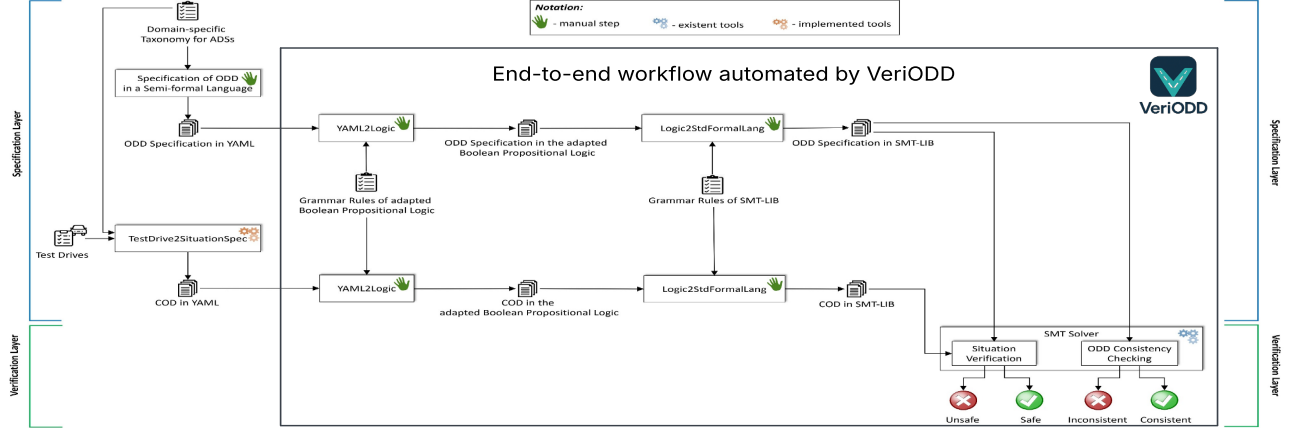 Notation:
- manual step
- existent tools
- implemented tools
Domain-specific
Taxonomy for ADSs
End-to-end workflow automated by VeriODD
VeriODD
Specification of ODD
in a Semi-formal Language
YAML2Logic
Logic2StdFormalLang
ODD Specification in YAML
ODD Specification in the adapted
Boolean Propositional Logic
ODD Specification in SMT-LIB
Specification Layer
Specification Layer
Grammar Rules of adapted
Boolean Propositional Logic
Grammar Rules of SMT-LIB
TestDrive2SituationSpec
Test Drives
YAML2Logic
Logic2StdFormalLang
COD in YAML
COD in the
adapted Boolean Propositional Logic
COD in SMT-LIB
SMT Solver
Situation
Verification
ODD Consistency
Checking
Verification Layer
Verification Layer
Unsafe
Safe
Inconsistent
Consistent